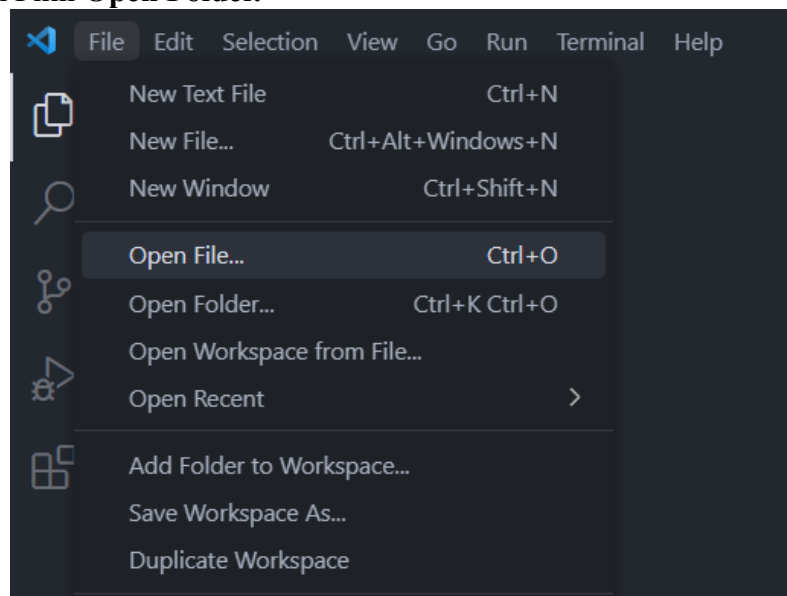 Open Folder.
File Edit Selection View Go Run Terminal Help
New Text File Ctrl+N
New File... Ctrl+Alt+Windows+N
New Window Ctrl+Shift+N
Open File... Ctrl+O
Open Folder... Ctrl+K Ctrl+O
Open Workspace from File...
Open Recent
Add Folder to Workspace...
Save Workspace As...
Duplicate Workspace